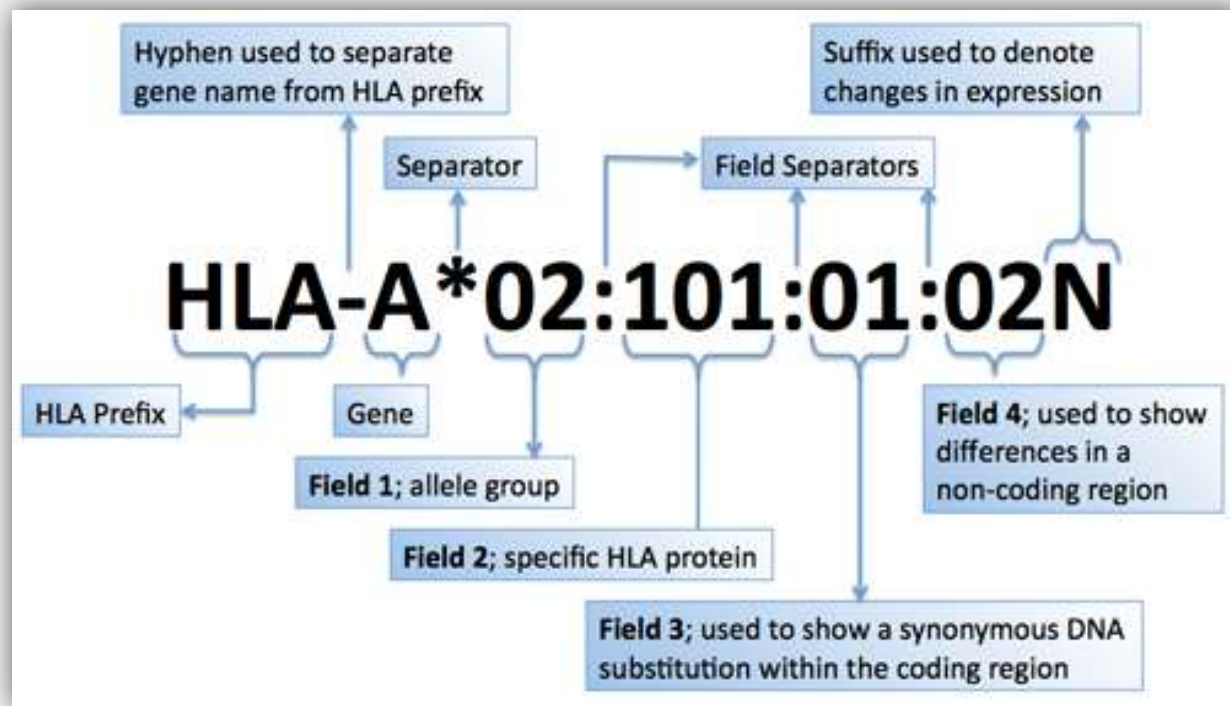 Hyphen used to separate
gene name from HLA prefix
Suffix used to denote
changes in expression
Separator
Field Separators
HLA-A*02:101:01:02N
HLA Prefix
Gene
Field 1; allele group
Field 2; specific HLA protein
Field 3; used to show a synonymous DNA
substitution within the coding region
Field 4; used to show
differences in a
non-coding region